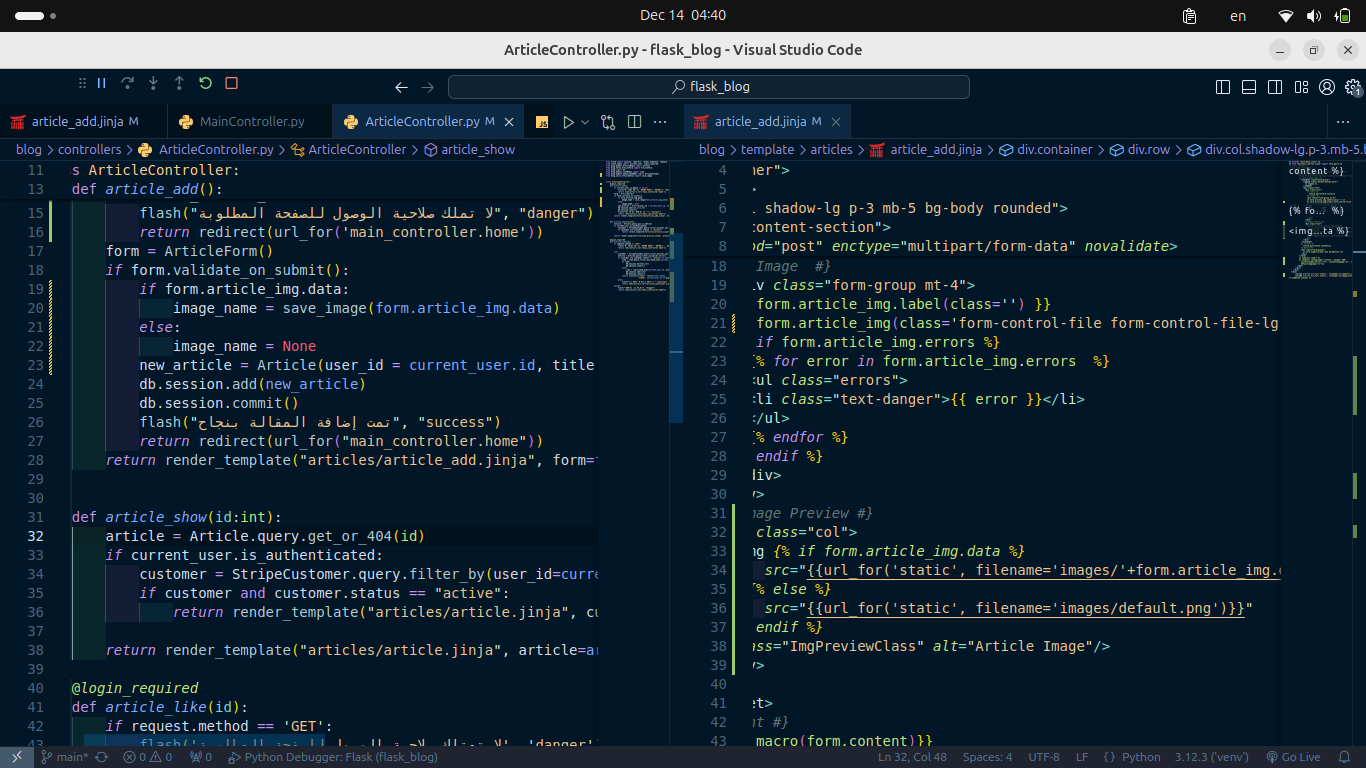 Dec 14 04:40
en
ArticleController.py - flask_blog - Visual Studio Code
flask_blog
1
article_add.jinja M
MainController.py
ArticleController.py M
JS
article_add.jinja M
blog > controllers > ArticleController.py > ArticleController > article_show
11 s ArticleController:
13 def article_add():
15 flash("لا تملك صلاحية الوصول للصفحة المطلوبة", "danger")
16 return redirect(url_for('main_controller.home'))
17 form = ArticleForm()
18 if form.validate_on_submit():
19 if form.article_img.data:
20 image_name = save_image(form.article_img.data)
21 else:
22 image_name = None
23 new_article = Article(user_id = current_user.id, title
24 db.session.add(new_article)
25 db.session.commit()
26 flash("تمت إضافة المقالة بنجاح", "success")
27 return redirect(url_for("main_controller.home"))
28 return render_template("articles/article_add.jinja", form=
29
30
31 def article_show(id:int):
32 article = Article.query.get_or_404(id)
33 if current_user.is_authenticated:
34 customer = StripeCustomer.query.filter_by(user_id=curre
35 if customer and customer.status == "active":
36 return render_template("articles/article.jinja", cu
37
38 return render_template("articles/article.jinja", article=ar
39
40 @login_required
41 def article_like(id):
42 if request.method == 'GET':
43
blog > template > articles > article_add.jinja > div.container > div.row > div.col.shadow-lg.p-3.mb-5.
4 ner">
5 >
6 shadow-lg p-3 mb-5 bg-body rounded">
7 content-section">
8 od="post" enctype="multipart/form-data" novalidate>
18 Image #}
19 iv class="form-group mt-4">
20 form.article_img.label(class='') }}
21 form.article_img(class='form-control-file form-control-file-lg
22 if form.article_img.errors %}
23 {% for error in form.article_img.errors %}
24 <ul class="errors">
25 <li class="text-danger">{{ error }}</li>
26 </ul>
27 {% endfor %}
28 endif %}
29 div>
30 >
31 mage Preview #}
32 class="col">
33 mg {% if form.article_img.data %}
34 src="{{url_for('static', filename='images/'+form.article_img.
35 {% else %}
36 src="{{url_for('static', filename='images/default.png')}}"
37 endif %}
38 ass="ImgPreviewClass" alt="Article Image"/>
39 >
40
41 et>
42 nt #}
43 macro(form.content)}}
content %}
{% fo... %}
<img...ta %}
main*
0 0
0
Python Debugger: Flask (flask_blog)
Ln 32, Col 48
Spaces: 4
UTF-8
LF
{ } Python
3.12.3 ('venv')
Go Live